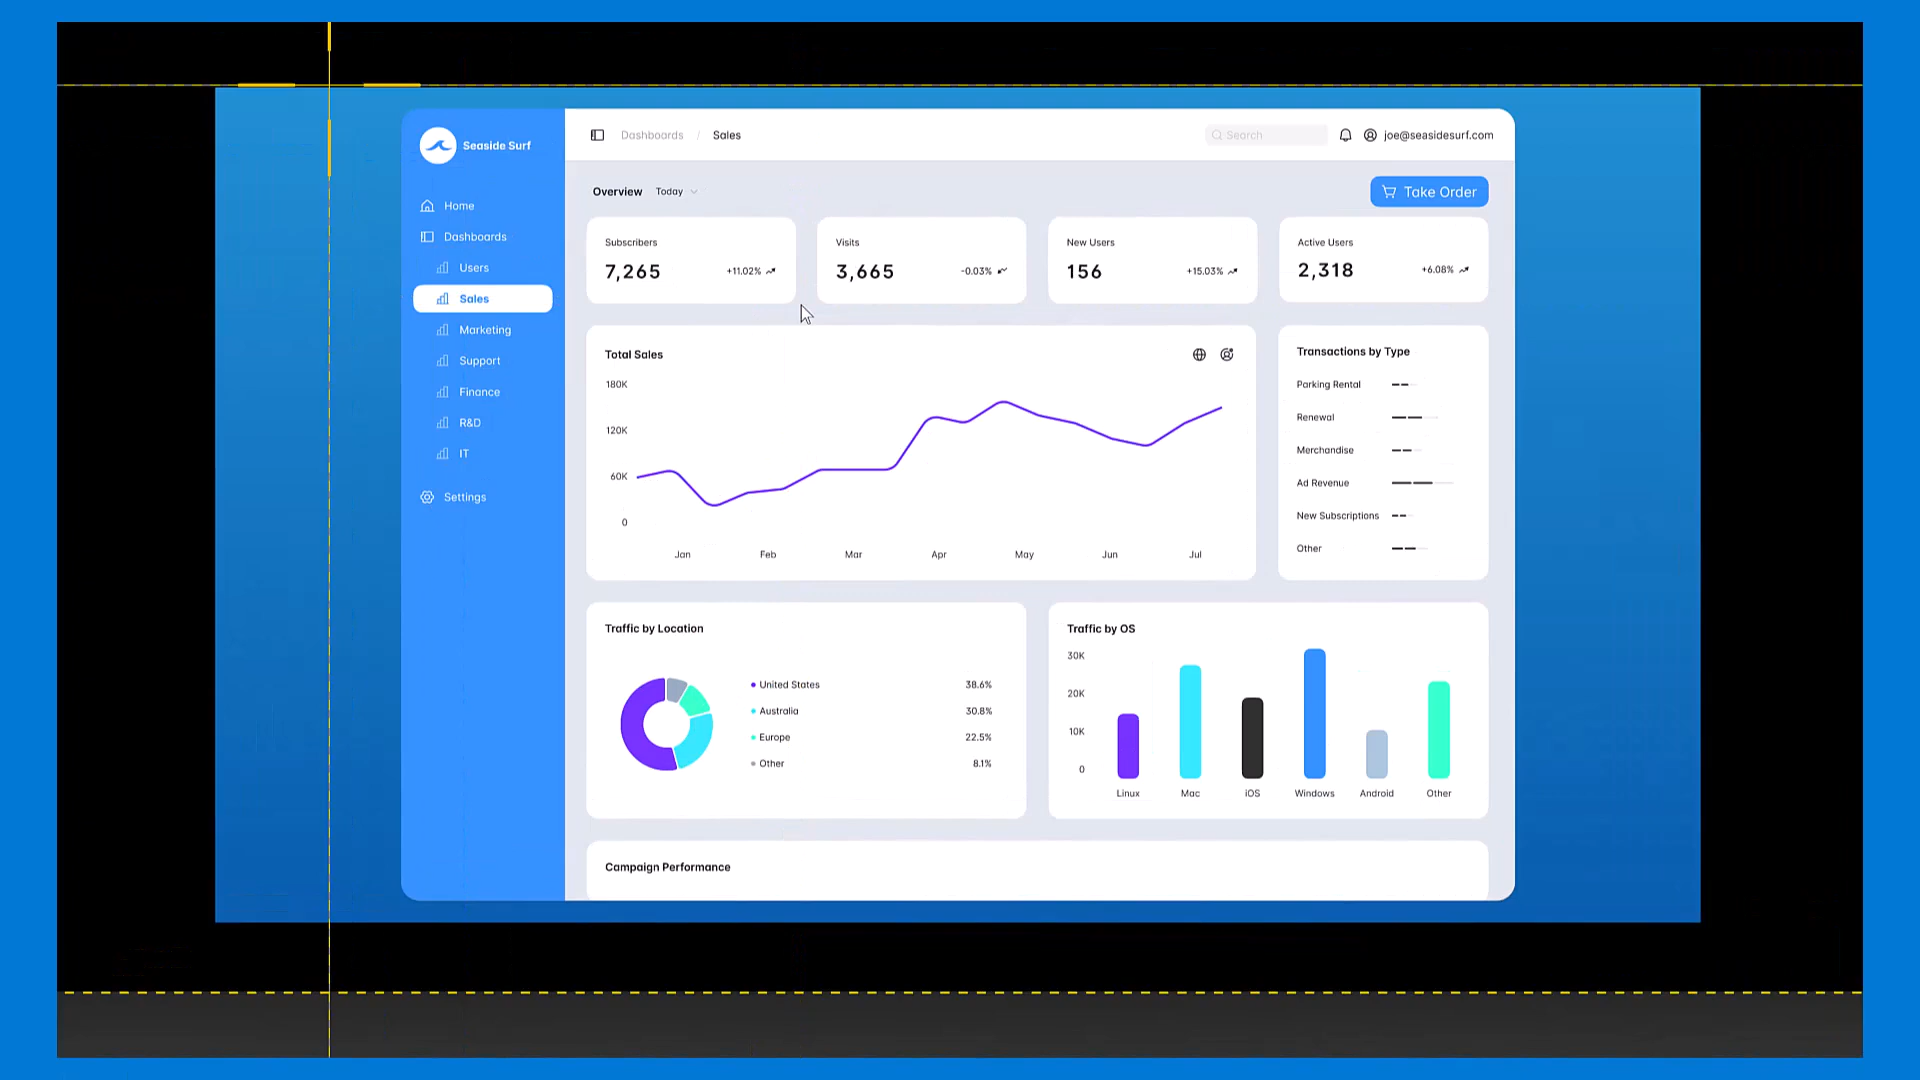 Seaside Surf
Home
Dashboards
Users
Sales
Marketing
Support
Finance
R&D
IT
Settings
Dashboards / Sales
Search
joe@seasidesurf.com
Overview Today
Take Order
Subscribers
7,265 +11.02%
Visits
3,665 -0.03%
New Users
156 +15.03%
Active Users
2,318 +6.08%
Total Sales
180K
120K
60K
0
Jan Feb Mar Apr May Jun Jul
Transactions by Type
Parking Rental
Renewal
Merchandise
Ad Revenue
New Subscriptions
Other
Traffic by Location
United States 38.6%
Australia 30.8%
Europe 22.5%
Other 8.1%
Traffic by OS
30K
20K
10K
0
Linux Mac iOS Windows Android Other
Campaign Performance